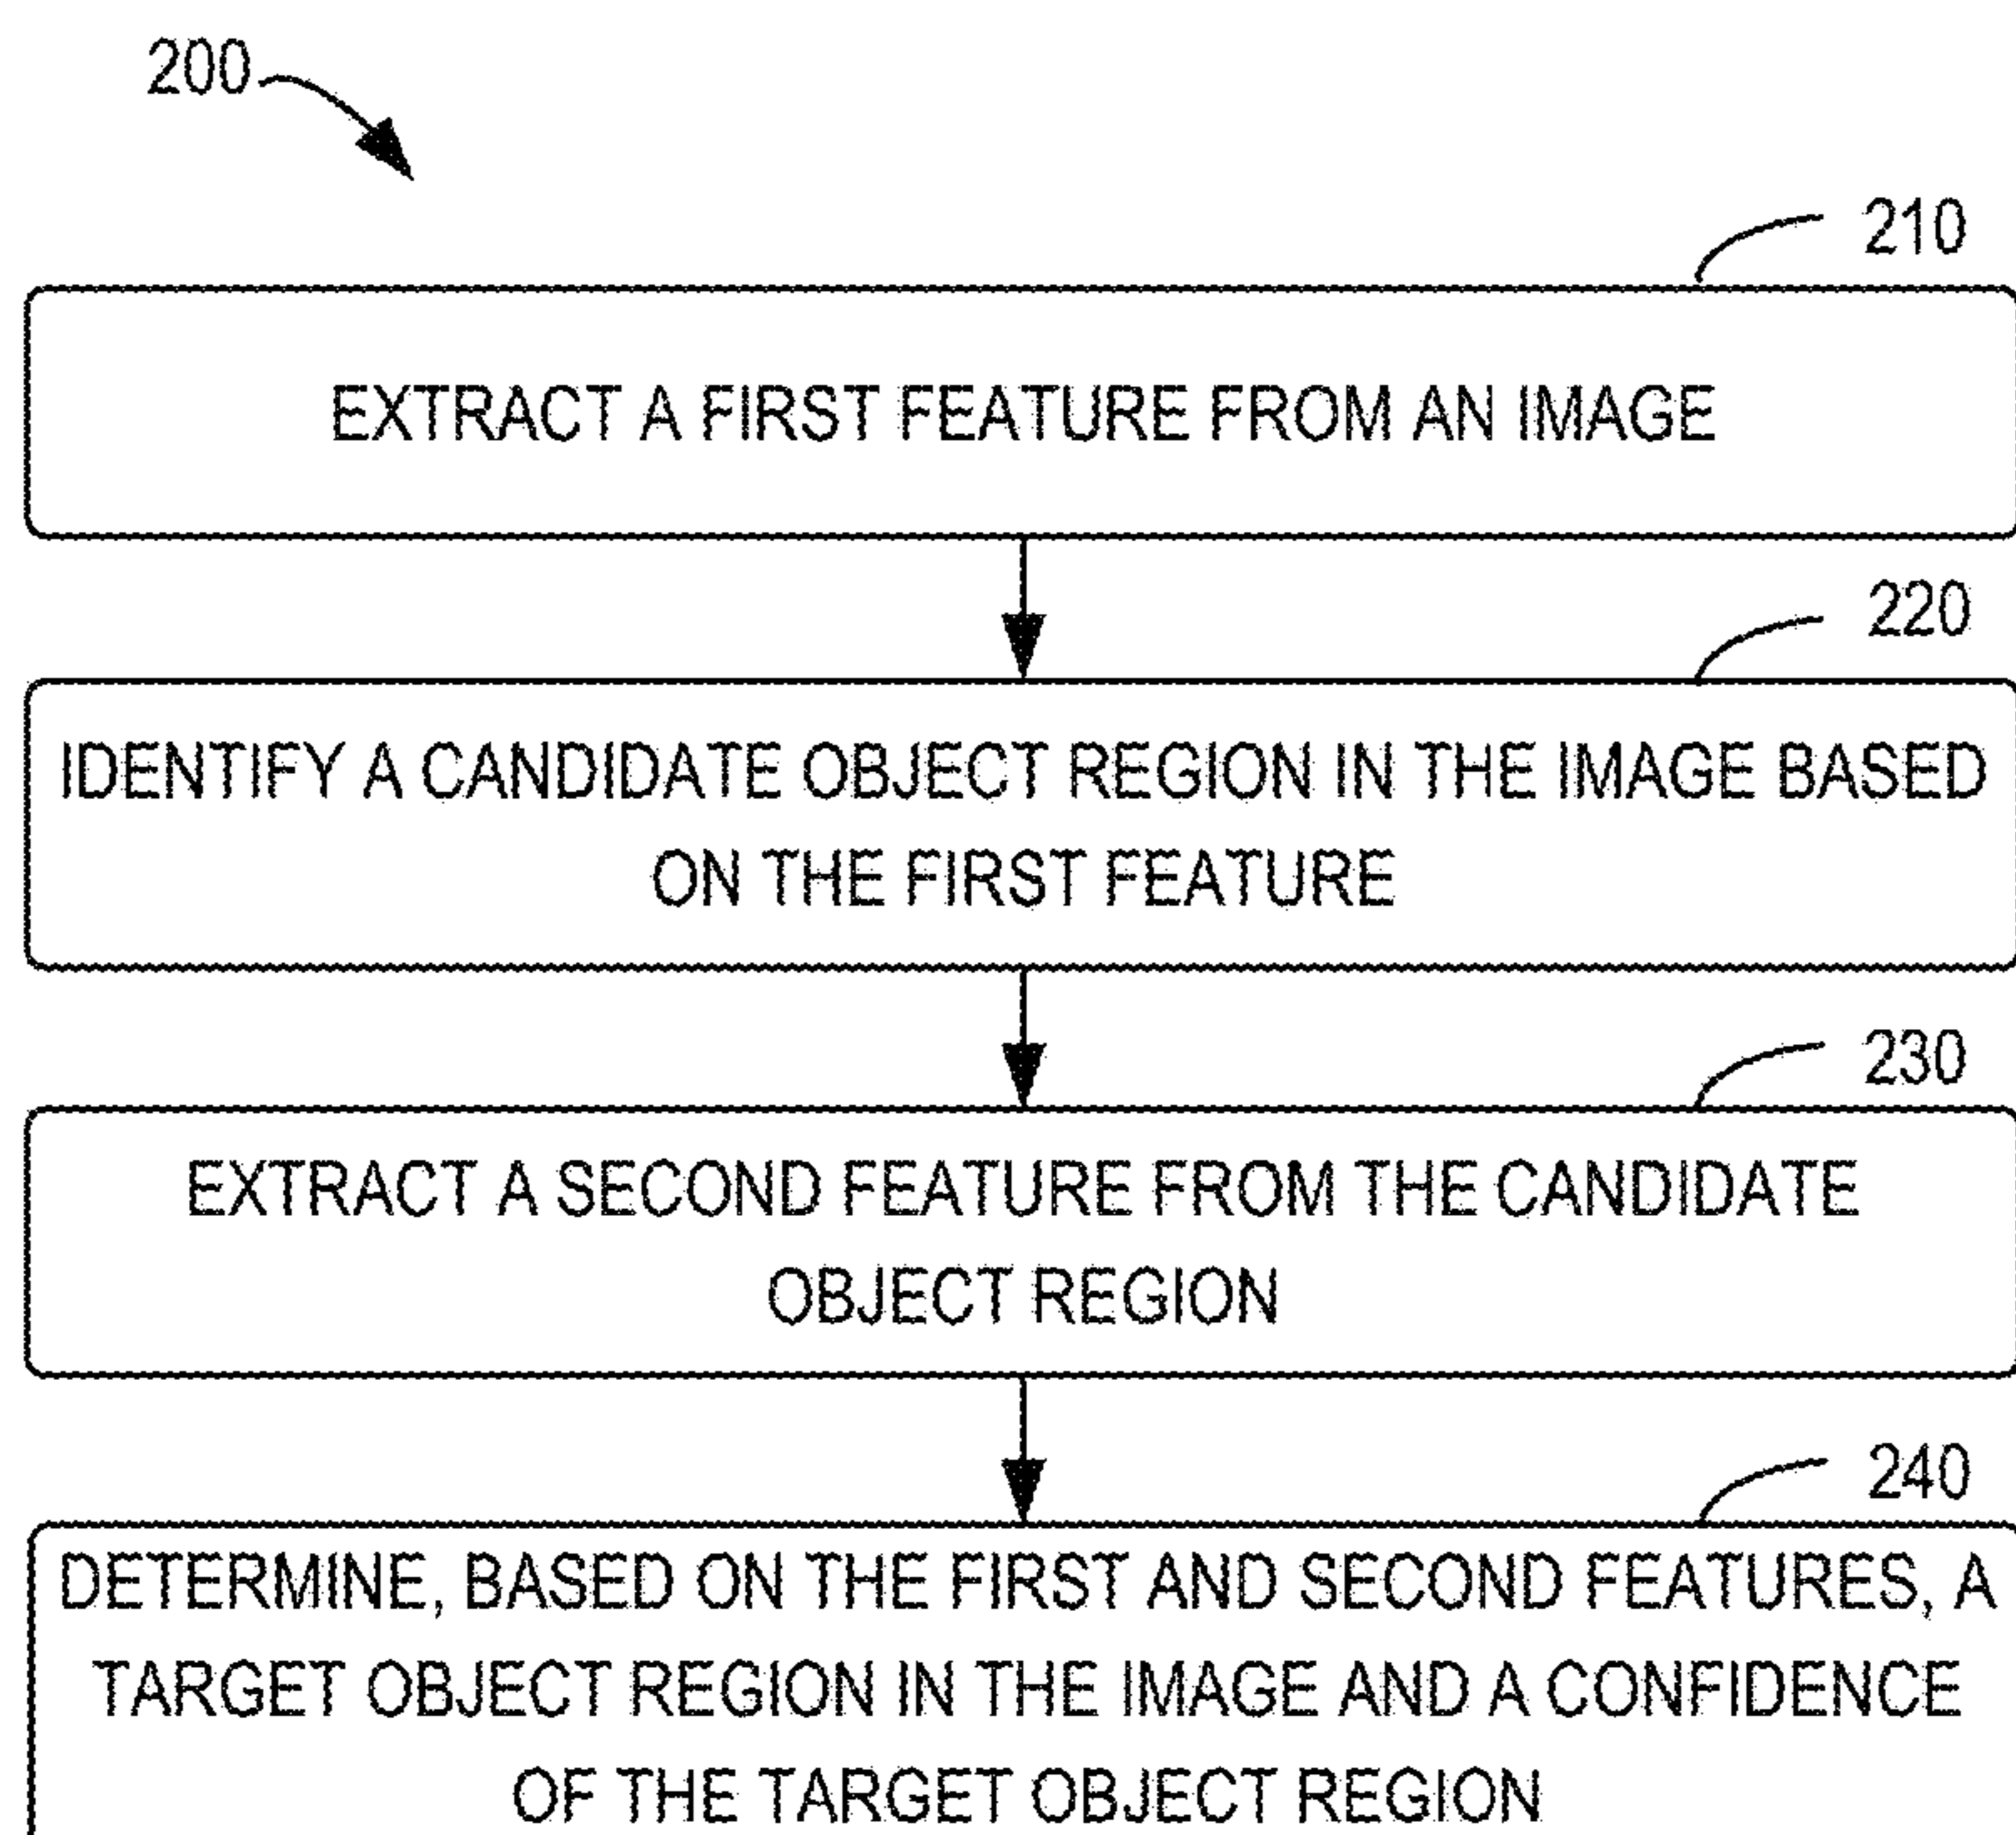 200
210
EXTRACT A FIRST FEATURE FROM AN IMAGE
220
IDENTIFY A CANDIDATE OBJECT REGION IN THE IMAGE BASED
ON THE FIRST FEATURE
230
EXTRACT A SECOND FEATURE FROM THE CANDIDATE
OBJECT REGION
240
DETERMINE, BASED ON THE FIRST AND SECOND FEATURES, A
TARGET OBJECT REGION IN THE IMAGE AND A CONFIDENCE
OF THE TARGET OBJECT REGION